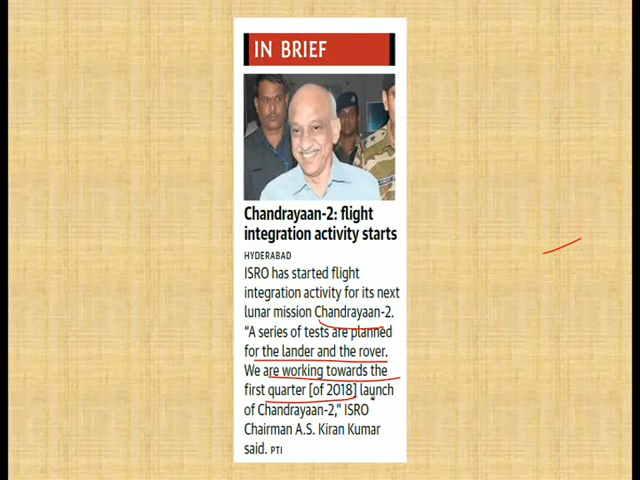 IN BRIEF
Chandrayaan-2: flight
integration activity starts
HYDERABAD
ISRO has started flight
integration activity for its next
lunar mission Chandrayaan-2.
“A series of tests are planned
for the lander and the rover.
We are working towards the
first quarter [of 2018] launch
of Chandrayaan-2,” ISRO
Chairman A.S. Kiran Kumar
said. PTI